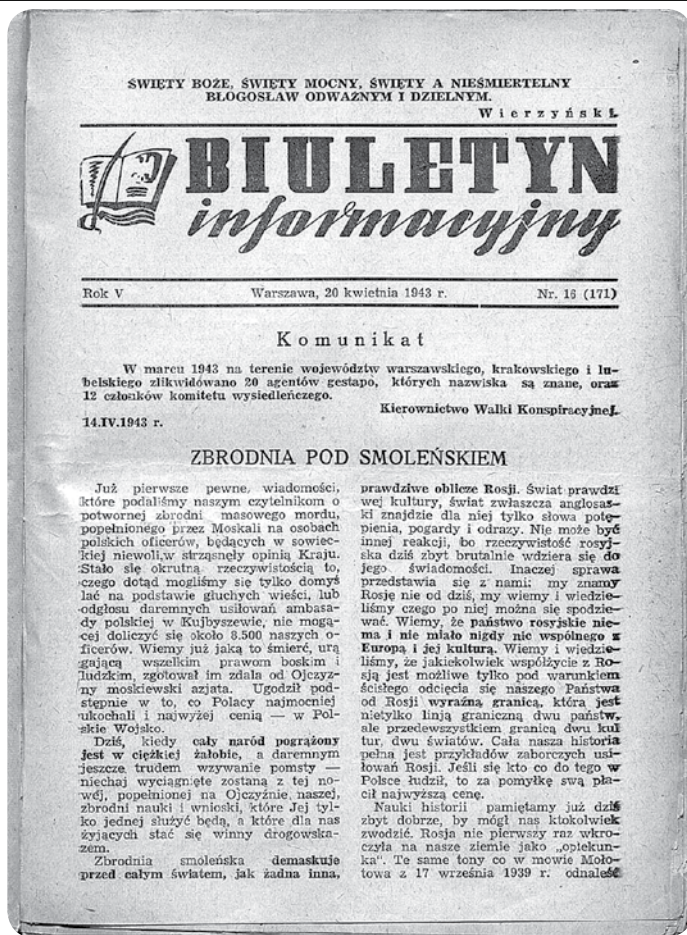 ŚWIĘTY BOŻE, ŚWIĘTY MOCNY, ŚWIĘTY A NIEŚMIERTELNY
BŁOGOSŁAW ODWAŻNYM I DZIELNYM.
Wierzyński.
BIULETYN
informacyjny
Rok V Warszawa, 20 kwietnia 1943 r. Nr. 16 (171)
Komunikat
W marcu 1943 na terenie województw warszawskiego, krakowskiego i lu-
belskiego zlikwidowano 20 agentów gestapo, których nazwiska są znane, oraz
12 członków komitetu wysiedleńczego.
Kierownictwo Walki Konspiracyjnej.
14.IV.1943 r.
ZBRODNIA POD SMOLEŃSKIEM
Już pierwsze pewne, wiadomości,
które podaliśmy naszym czytelnikom o
potwornej zbrodni masowego mordu,
popełnionego przez Moskali na osobach
polskich oficerów, będących w sowiec-
kiej niewoli,w strząsnęły opinią Kraju.
Stało się okrutną rzeczywistością to,
czego dotąd mogliśmy się tylko domyś
lać na podstawie głuchych wieści, lub
odgłosu daremnych usiłowań ambasa-
dy polskiej w Kujbyszewie, nie mogą-
cej doliczyć się około 8.500 naszych o-
ficerów. Wiemy już jaką to śmierć, urą
gającą wszelkim prawom boskim i
ludzkim, zgotował im zdala od Ojczyz-
ny moskiewski azjata. Ugodził pod-
stępnie w to, co Polacy najmocniej
ukochali i najwyżej cenią — w Pol-
skie Wojsko.
Dziś, kiedy cały naród pogrążony
jest w ciężkiej żałobie, a daremnym
jeszcze trudem wzywanie pomsty —
niechaj wyciągnięte zostaną z tej no-
wej, popełnionej na Ojczyźnie naszej,
zbrodni nauki i wnioski, które Jej tyl-
ko jednej służyć będą, a które dla nas
żyjących stać się winny drogowska-
zem.
Zbrodnia smoleńska demaskuje
przed całym światem, jak żadna inna,
prawdziwe oblicze Rosji. Świat prawdzi
wej kultury, świat zwłaszcza anglosas-
ki znajdzie dla niej tylko słowa potę-
pienia, pogardy i odrazy. Nie może być
innej reakcji, bo rzeczywistość rosyj-
ska dziś zbyt brutalnie wdziera się do
jego świadomości. Inaczej sprawa
przedstawia się z nami: my znamy
Rosję nie od dziś, my wiemy i wiedzie-
liśmy czego po niej można się spodzie-
wać. Wiemy, że państwo rosyjskie nie-
ma i nie miało nigdy nic wspólnego z
Europą i jej kulturą. Wiemy i wiedzie-
liśmy, że jakiekolwiek współżycie z Ro-
sją jest możliwe tylko pod warunkiem
ścisłego odcięcia się naszego Państwa
od Rosji wyraźną granicą, która jest
nietylko linją graniczną dwu państw,
ale przedewszystkiem granicą dwu kul
tur, dwu światów. Cała nasza historia
pełna jest przykładów zaborczych usi-
łowań Rosji. Jeśli się kto co do tego w
Polsce łudził, to za pomyłkę swą pła-
cił najwyższą cenę.
Nauki historii pamiętamy już dziś
zbyt dobrze, by mógł nas ktokolwiek
zwodzić. Rosja nie pierwszy raz wkro-
czyła na nasze ziemie jako „opiekun-
ka". Te same tony co w mowie Moło-
towa z 17 września 1939 r. odnaleść